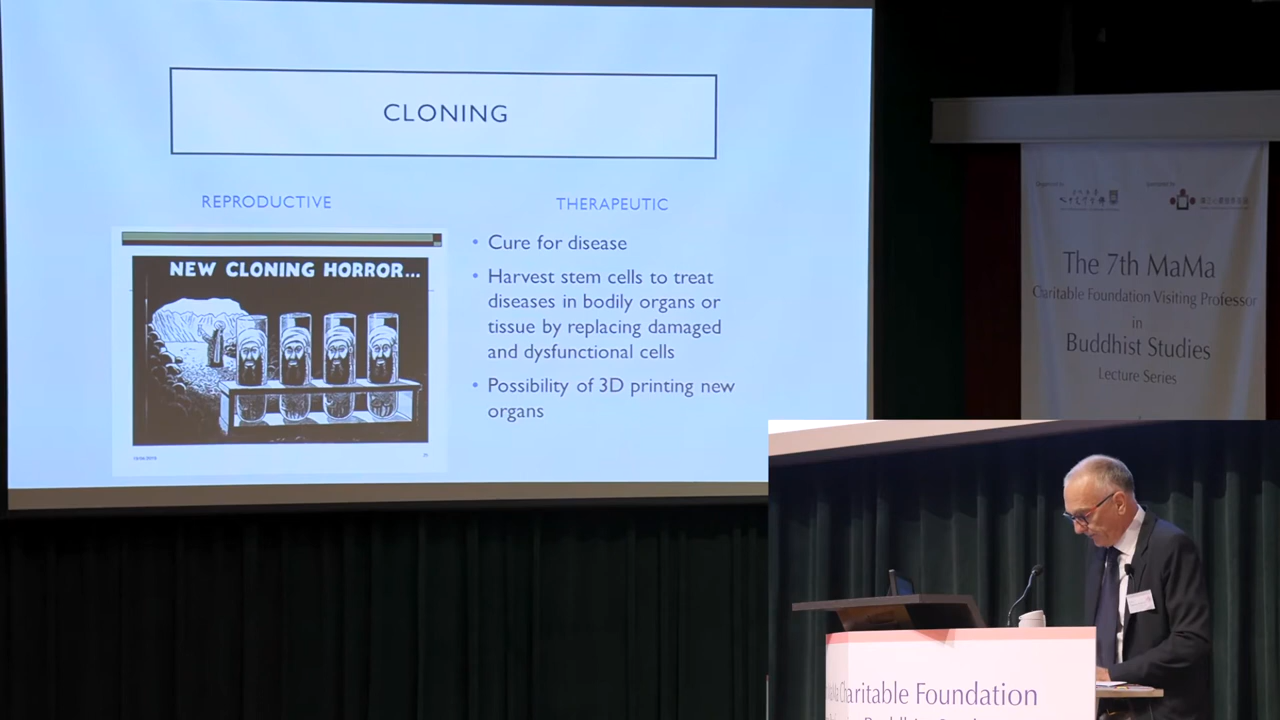 CLONING
REPRODUCTIVE
NEW CLONING HORROR...
THERAPEUTIC
• Cure for disease
• Harvest stem cells to treat
diseases in bodily organs or
tissue by replacing damaged
and dysfunctional cells
• Possibility of 3D printing new
organs
The 7th MaMa
Charitable Foundation Visiting Professor
in
Buddhist Studies
Lecture Series
Charitable Foundation